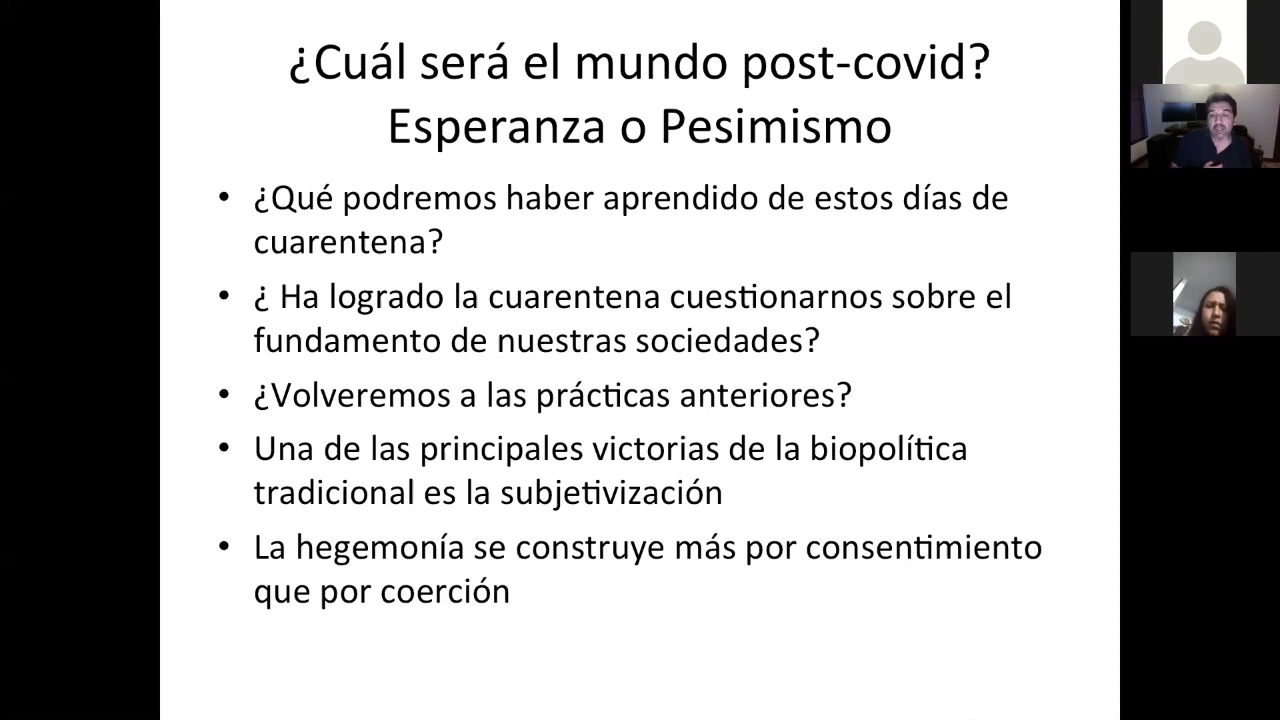 ¿Cuál será el mundo post-covid?
Esperanza o Pesimismo
• ¿Qué podremos haber aprendido de estos días de
cuarentena?
• ¿ Ha logrado la cuarentena cuestionarnos sobre el
fundamento de nuestras sociedades?
• ¿Volveremos a las prácticas anteriores?
• Una de las principales victorias de la biopolítica
tradicional es la subjetivización
• La hegemonía se construye más por consentimiento
que por coerción